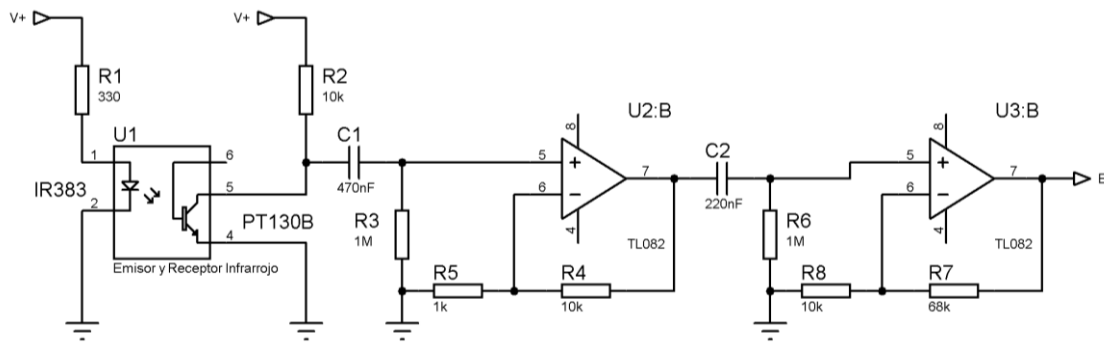 V+
V+
R1
330
R2
10k
U1
1
2
6
5
4
IR383
PT130B
Emisor y Receptor Infrarrojo
C1
470nF
R3
1M
R5
1k
R4
10k
U2:B
8
5
6
7
4
TL082
C2
220nF
R6
1M
R8
10k
R7
68k
U3:B
8
5
6
7
4
TL082
E